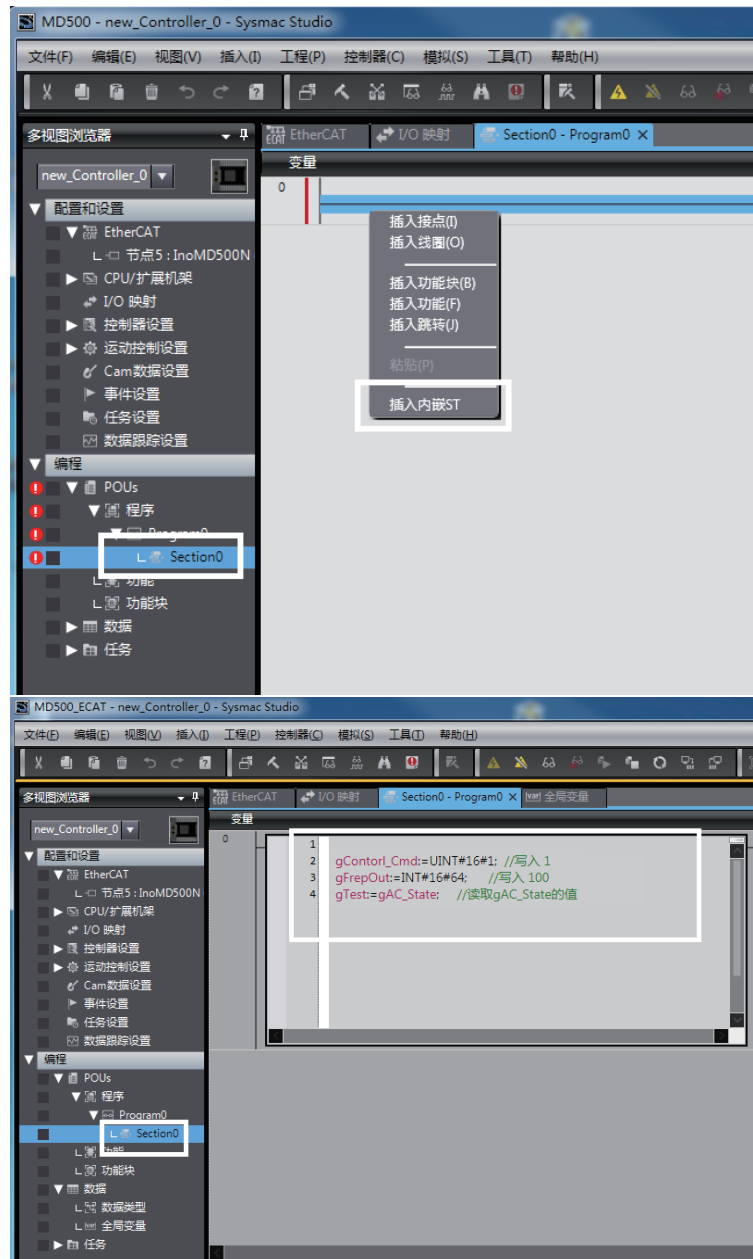 MD500 - new_Controller_0 - Sysmac Studio
文件(F) 编辑(E) 视图(V) 插入(I) 工程(P) 控制器(C) 模拟(S) 工具(T) 帮助(H)
多视图浏览器
EtherCAT I/O 映射 Section0 - Program0
变量
new_Controller_0
0
配置和设置
插入接点(I)
EtherCAT
插入线圈(O)
节点5 : InoMD500N
CPU/扩展机架
插入功能块(B)
I/O 映射
插入功能(F)
控制器设置
插入跳转(J)
运动控制设置
粘贴(P)
Cam数据设置
事件设置
插入内嵌ST
任务设置
数据跟踪设置
编程
POUs
程序
Program0
Section0
功能
功能块
数据
任务
MD500_ECAT - new_Controller_0 - Sysmac Studio
文件(F) 编辑(E) 视图(V) 插入(I) 工程(P) 控制器(C) 模拟(S) 工具(T) 帮助(H)
多视图浏览器
EtherCAT I/O 映射 Section0 - Program0 全局变量
变量
new_Controller_0
0
1
2 gContorl_Cmd:=UINT#16#1; //写入 1
3 gFrepOut:=INT#16#64; //写入 100
4 gTest:=gAC_State; //读取gAC_State的值
配置和设置
EtherCAT
节点5 : InoMD500N
CPU/扩展机架
I/O 映射
控制器设置
运动控制设置
Cam数据设置
事件设置
任务设置
数据跟踪设置
编程
POUs
程序
Program0
Section0
功能
功能块
数据
数据类型
全局变量
任务